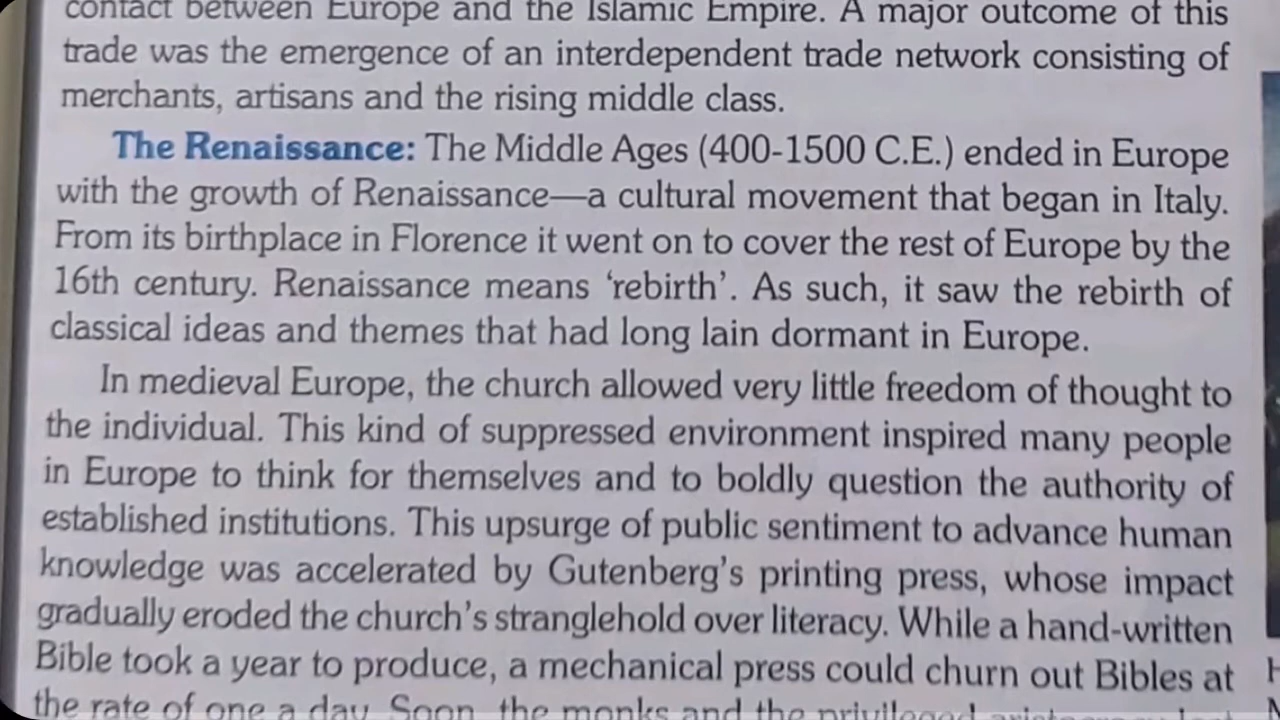 contact between Europe and the Islamic Empire. A major outcome of this
trade was the emergence of an interdependent trade network consisting of
merchants, artisans and the rising middle class.
The Renaissance: The Middle Ages (400-1500 C.E.) ended in Europe
with the growth of Renaissance—a cultural movement that began in Italy.
From its birthplace in Florence it went on to cover the rest of Europe by the
16th century. Renaissance means ‘rebirth’. As such, it saw the rebirth of
classical ideas and themes that had long lain dormant in Europe.
In medieval Europe, the church allowed very little freedom of thought to
the individual. This kind of suppressed environment inspired many people
in Europe to think for themselves and to boldly question the authority of
established institutions. This upsurge of public sentiment to advance human
knowledge was accelerated by Gutenberg’s printing press, whose impact
gradually eroded the church’s stranglehold over literacy. While a hand-written
Bible took a year to produce, a mechanical press could churn out Bibles at
the rate of one a day. Soon, the monks and the privileged